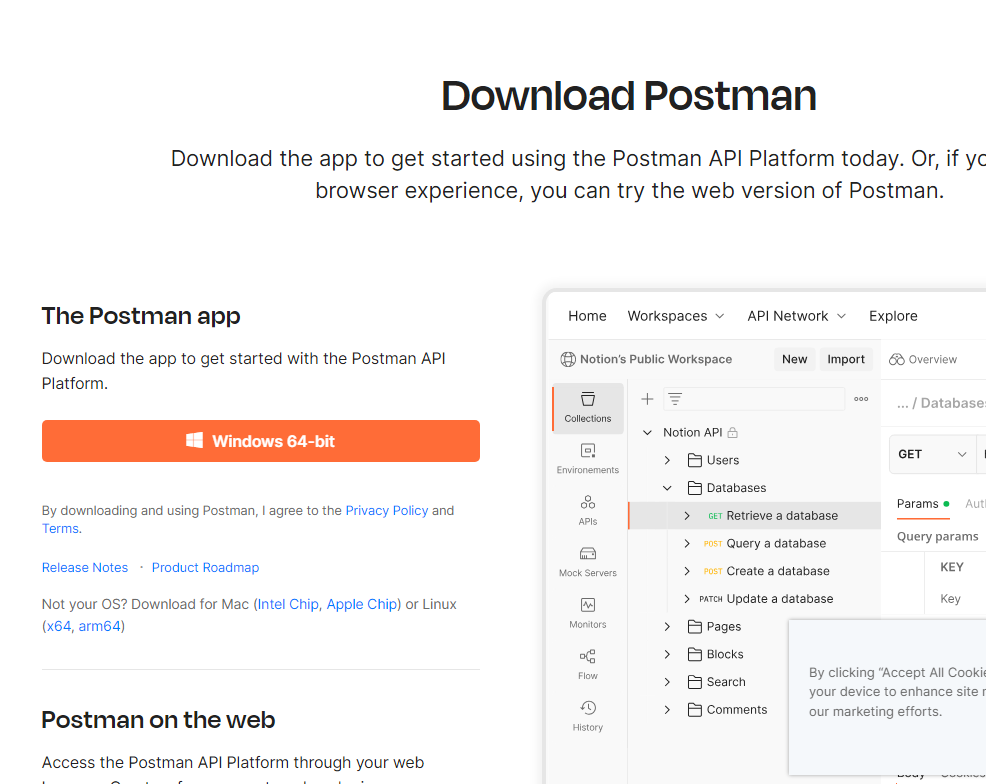 Download Postman
Download the app to get started using the Postman API Platform today. Or, if
browser experience, you can try the web version of Postman.
The Postman app
Download the app to get started with the Postman API
Platform.
Windows 64-bit
By downloading and using Postman, I agree to the Privacy Policy and
Terms.
Release Notes · Product Roadmap
Not your OS? Download for Mac (Intel Chip, Apple Chip) or Linux
(x64, arm64)
Postman on the web
Access the Postman API Platform through your web
Home Workspaces API Network Explore
Notion's Public Workspace New Import Overview
Collections
Environements
APIs
Mock Servers
Monitors
Flow
History
Notion API
Users
Databases
GET Retrieve a database
POST Query a database
POST Create a database
PATCH Update a database
Pages
Blocks
Search
Comments
... / Databases
GET
Params
Query params
KEY
Key
By clicking “Accept All
your device to enhance site
our marketing efforts.